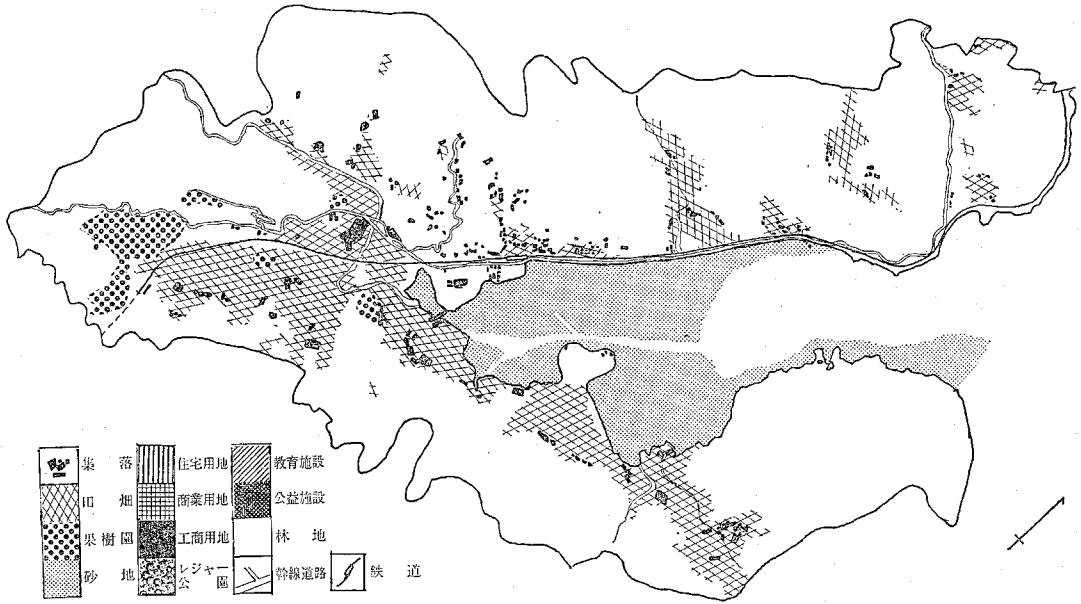 集落 住宅用地 教育施設
田畑 商業用地 公益施設
果樹園 工商用地 林地
砂地 レジャー公園 幹線道路 鉄道